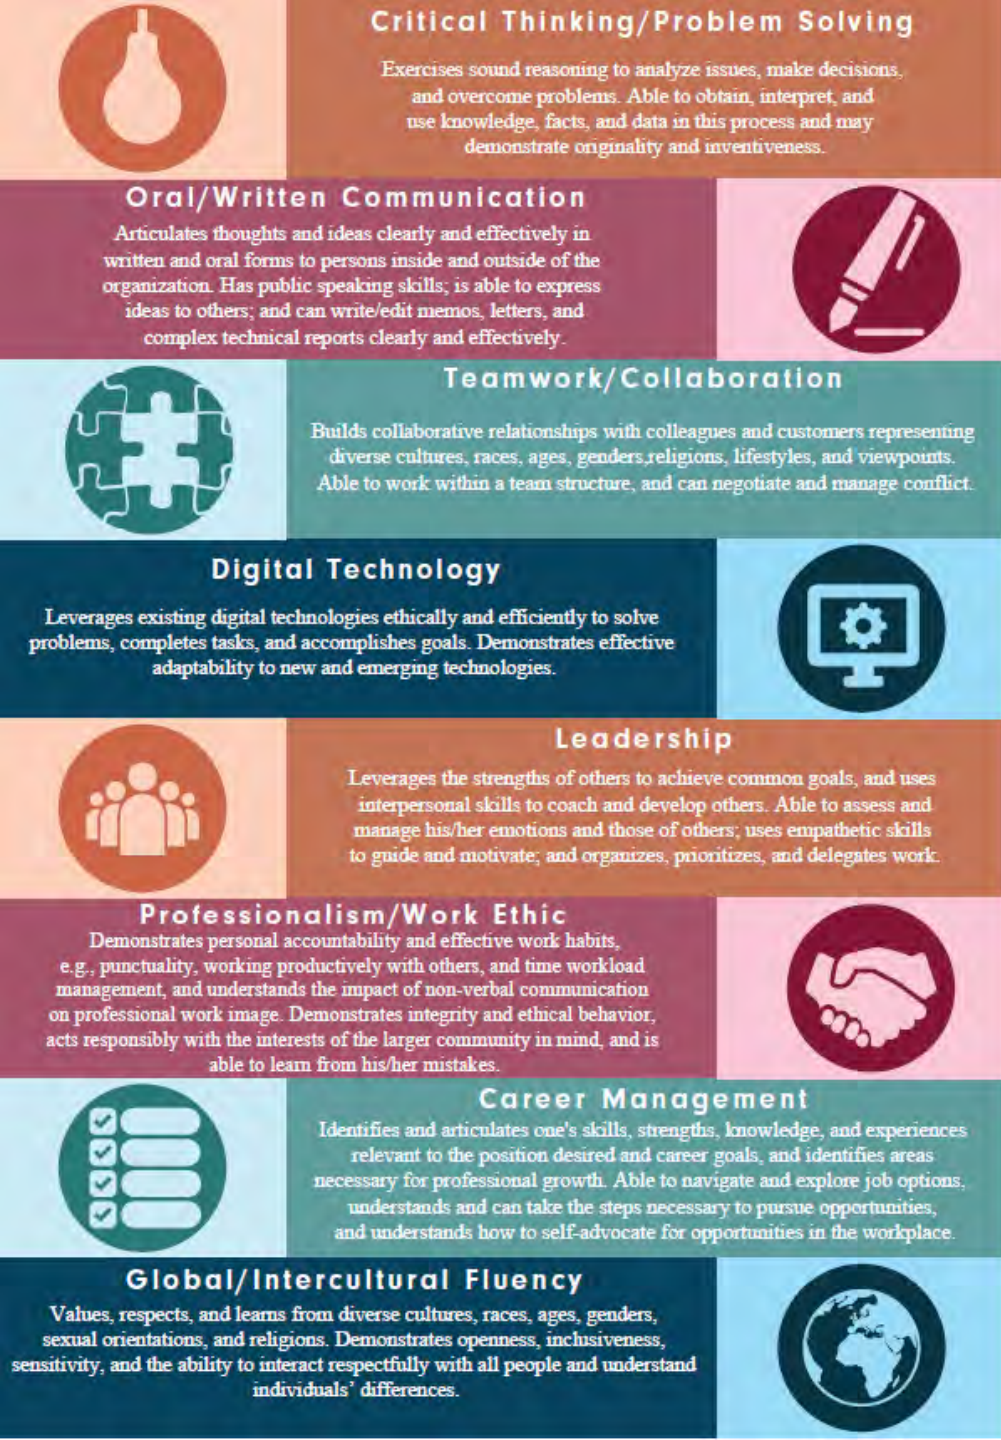 Critical Thinking/Problem Solving
Exercises sound reasoning to analyze issues, make decisions,
and overcome problems. Able to obtain, interpret, and
use knowledge, facts, and data in this process and may
demonstrate originality and inventiveness.
Oral/Written Communication
Articulates thoughts and ideas clearly and effectively in
written and oral forms to persons inside and outside of the
organization. Has public speaking skills; is able to express
ideas to others; and can write/edit memos, letters, and
complex technical reports clearly and effectively.
Teamwork/Collaboration
Builds collaborative relationships with colleagues and customers representing
diverse cultures, races, ages, genders,religions, lifestyles, and viewpoints.
Able to work within a team structure, and can negotiate and manage conflict.
Digital Technology
Leverages existing digital technologies ethically and efficiently to solve
problems, completes tasks, and accomplishes goals. Demonstrates effective
adaptability to new and emerging technologies.
Leadership
Leverages the strengths of others to achieve common goals, and uses
interpersonal skills to coach and develop others. Able to assess and
manage his/her emotions and those of others; uses empathetic skills
to guide and motivate; and organizes, prioritizes, and delegates work.
Professionalism/Work Ethic
Demonstrates personal accountability and effective work habits,
e.g., punctuality, working productively with others, and time workload
management, and understands the impact of non-verbal communication
on professional work image. Demonstrates integrity and ethical behavior,
acts responsibly with the interests of the larger community in mind, and is
able to learn from his/her mistakes.
Career Management
Identifies and articulates one's skills, strengths, knowledge, and experiences
relevant to the position desired and career goals, and identifies areas
necessary for professional growth. Able to navigate and explore job options,
understands and can take the steps necessary to pursue opportunities,
and understands how to self-advocate for opportunities in the workplace.
Global/Intercultural Fluency
Values, respects, and learns from diverse cultures, races, ages, genders,
sexual orientations, and religions. Demonstrates openness, inclusiveness,
sensitivity, and the ability to interact respectfully with all people and understand
individuals’ differences.